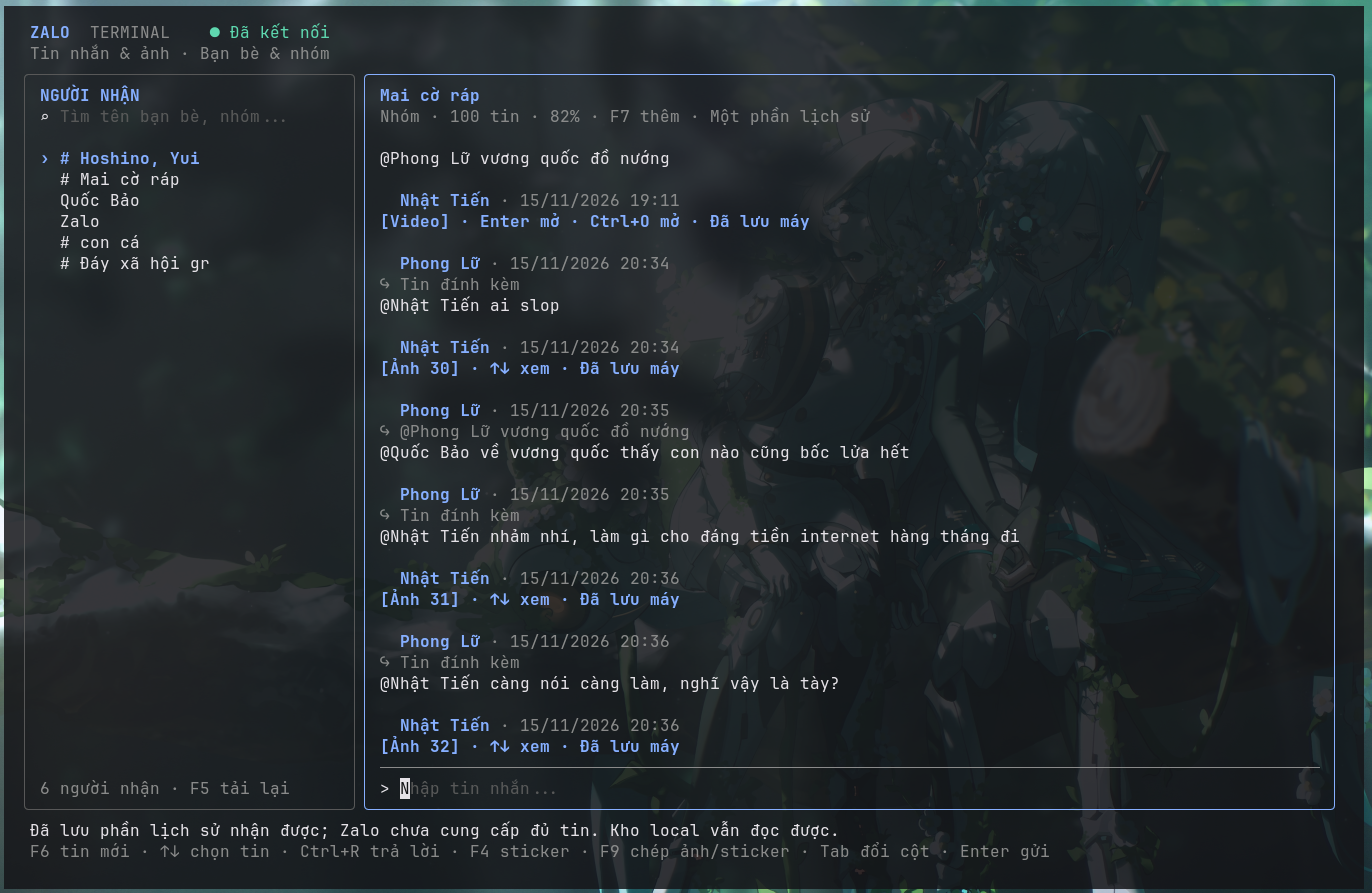 ZALO TERMINAL ● Đã kết nối
Tin nhắn & ảnh · Bạn bè & nhóm
NGƯỜI NHẬN
⌕ Tìm tên bạn bè, nhóm...
› # Hoshino, Yui
# Mai cờ ráp
Quốc Bảo
Zalo
# con cá
# Đáy xã hội gr
6 người nhận · F5 tải lại
Mai cờ ráp
Nhóm · 100 tin · 82% · F7 thêm · Một phần lịch sử
@Phong Lữ vương quốc đồ nướng
Nhật Tiến · 15/11/2026 19:11
[Video] · Enter mở · Ctrl+O mở · Đã lưu máy
Phong Lữ · 15/11/2026 20:34
↪ Tin đính kèm
@Nhật Tiến ai slop
Nhật Tiến · 15/11/2026 20:34
[Ảnh 30] · ↑↓ xem · Đã lưu máy
Phong Lữ · 15/11/2026 20:35
↪ @Phong Lữ vương quốc đồ nướng
@Quốc Bảo về vương quốc thấy con nào cũng bốc lửa hết
Phong Lữ · 15/11/2026 20:35
↪ Tin đính kèm
@Nhật Tiến nhảm nhí, làm gì cho đáng tiền internet hàng tháng đi
Nhật Tiến · 15/11/2026 20:36
[Ảnh 31] · ↑↓ xem · Đã lưu máy
Phong Lữ · 15/11/2026 20:36
↪ Tin đính kèm
@Nhật Tiến càng nói càng làm, nghĩ vậy là tày?
Nhật Tiến · 15/11/2026 20:36
[Ảnh 32] · ↑↓ xem · Đã lưu máy
> Nhập tin nhắn...
Đã lưu phần lịch sử nhận được; Zalo chưa cung cấp đủ tin. Kho local vẫn đọc được.
F6 tin mới · ↑↓ chọn tin · Ctrl+R trả lời · F4 sticker · F9 chép ảnh/sticker · Tab đổi cột · Enter gửi